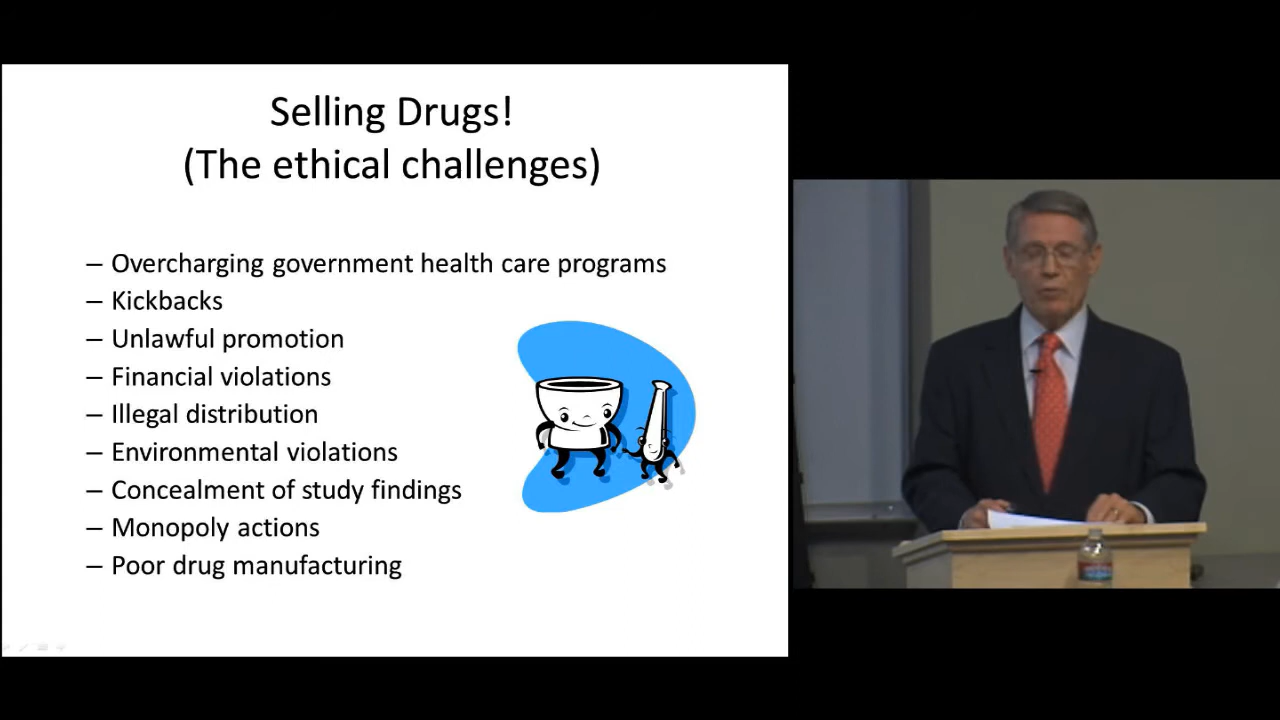 Selling Drugs!
(The ethical challenges)
– Overcharging government health care programs
– Kickbacks
– Unlawful promotion
– Financial violations
– Illegal distribution
– Environmental violations
– Concealment of study findings
– Monopoly actions
– Poor drug manufacturing